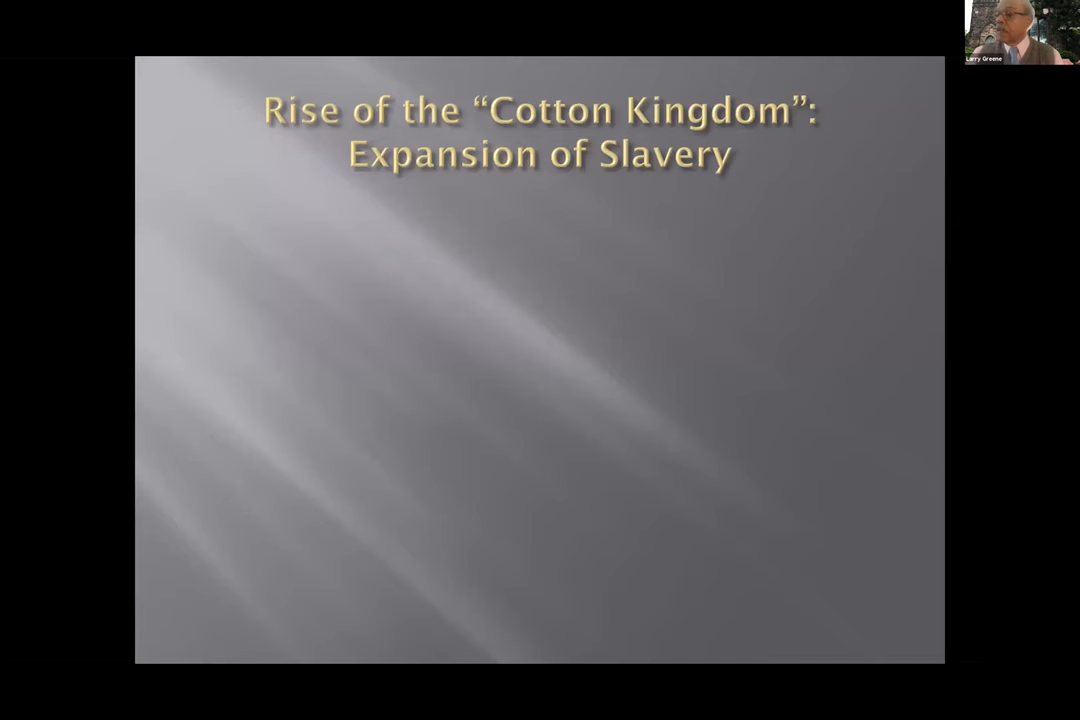 Rise of the “Cotton Kingdom”:
Expansion of Slavery
Larry Greene